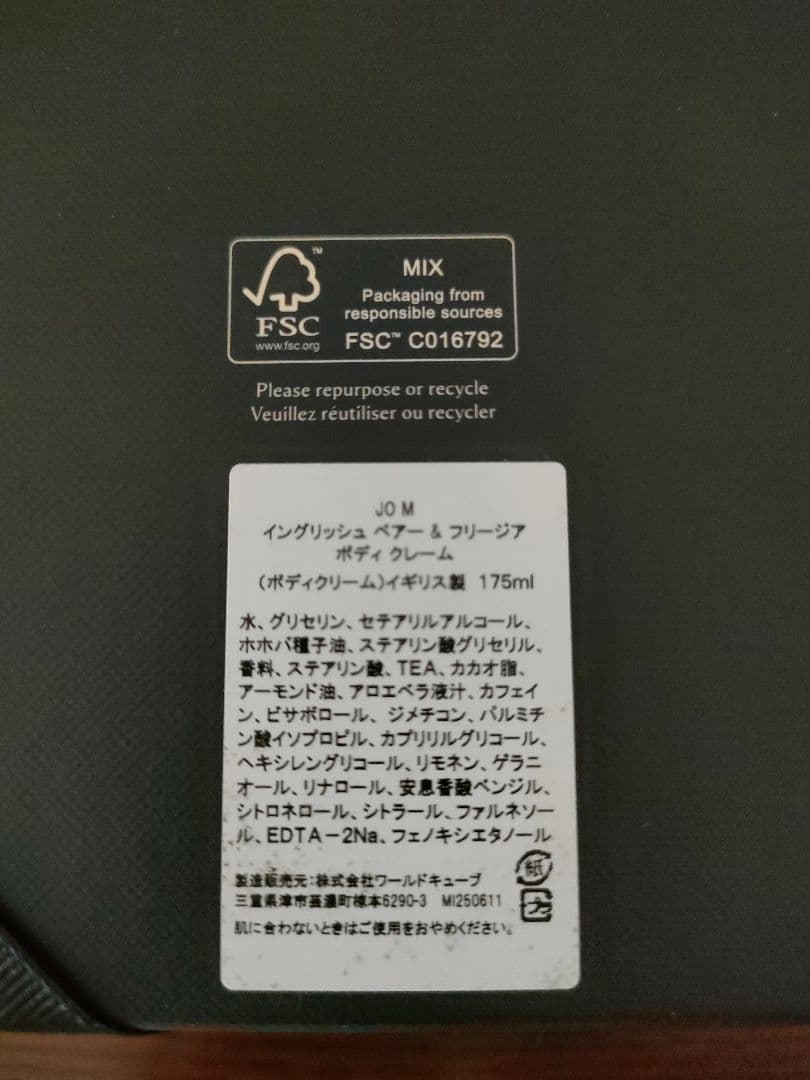 FSC
www.fsc.org
MIX
Packaging from
responsible sources
FSC™ C016792
Please repurpose or recycle
Veuillez réutiliser ou recycler
JO M
イングリッシュ ペアー & フリージア
ボディ クレーム
(ボディクリーム)イギリス製 175ml
水、グリセリン、セテアリルアルコール、
ホホバ種子油、ステアリン酸グリセリル、
香料、ステアリン酸、TEA、カカオ脂、
アーモンド油、アロエベラ液汁、カフェイ
ン、ビサボロール、ジメチコン、パルミチ
ン酸イソプロピル、カプリリルグリコール、
ヘキシレングリコール、リモネン、ゲラニ
オール、リナロール、安息香酸ベンジル、
シトロネロール、シトラール、ファルネソー
ル、EDTA−2Na、フェノキシエタノール
製造販売元:株式会社ワールドキューブ
三重県津市芸濃町椋本6290-3 MI250611
肌に合わないときはご使用をおやめください。
紙
プラ